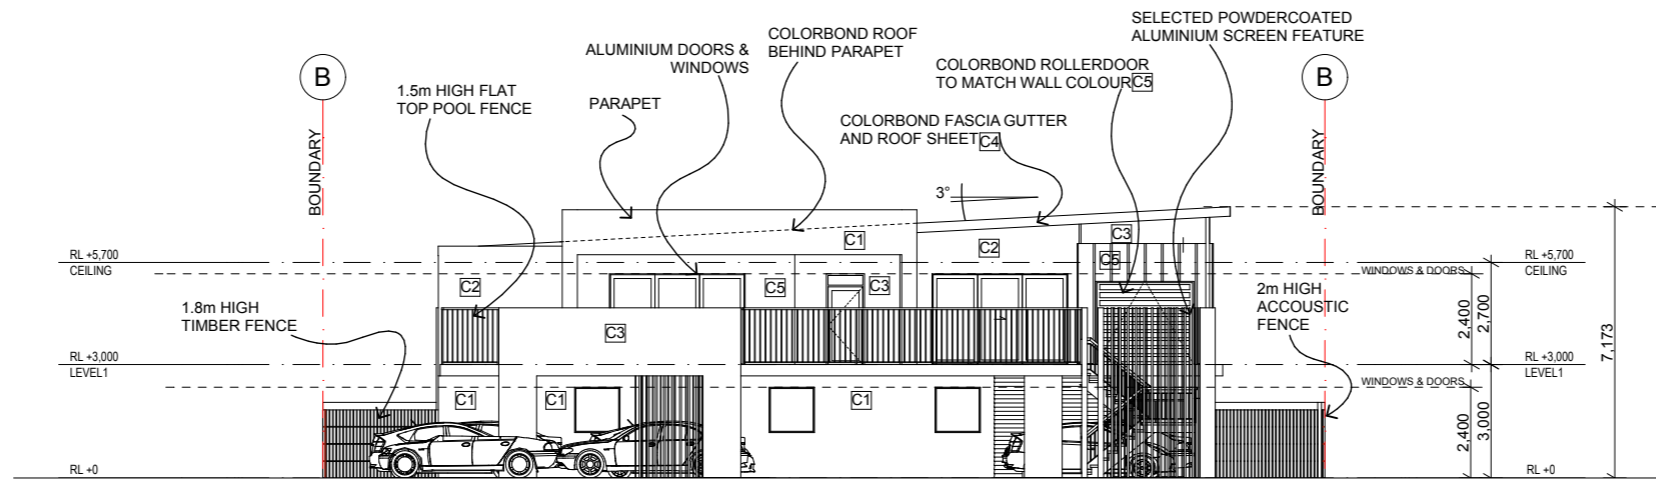 SELECTED POWDERCOATED
ALUMINIUM SCREEN FEATURE
COLORBOND ROOF
BEHIND PARAPET
ALUMINIUM DOORS &
WINDOWS
COLORBOND ROLLERDOOR
TO MATCH WALL COLOUR C5
B
B
1.5m HIGH FLAT
TOP POOL FENCE
PARAPET
COLORBOND FASCIA GUTTER
AND ROOF SHEET C4
BOUNDARY
BOUNDARY
3°
C1
C2
C3
C5
RL +5,700
CEILING
RL +5,700
CEILING
WINDOWS & DOORS
C2
C5
C3
1.8m HIGH
TIMBER FENCE
2m HIGH
ACCOUSTIC
FENCE
2,400
2,700
7,173
C3
RL +3,000
LEVEL1
RL +3,000
LEVEL1
WINDOWS & DOORS
C1
C1
C1
2,400
3,000
RL +0
RL +0